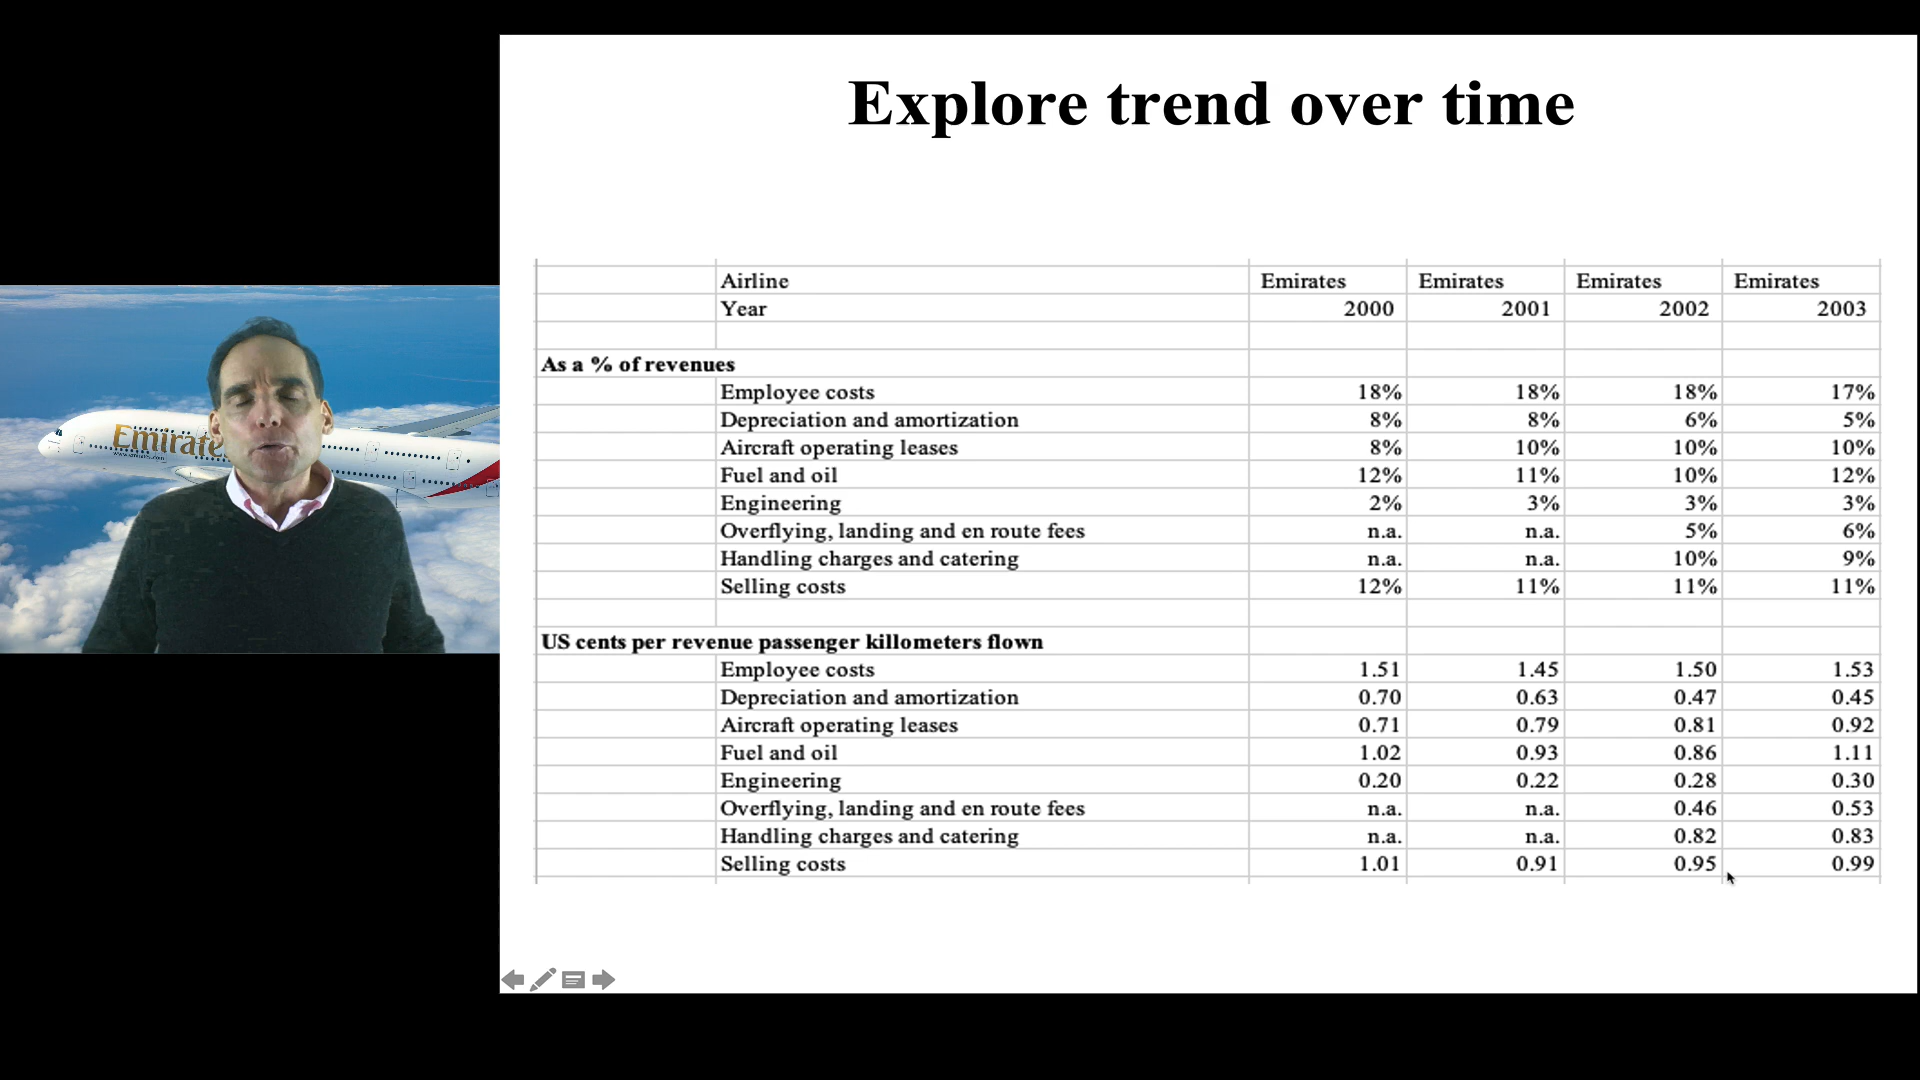 Explore trend over time
Airline Emirates Emirates Emirates Emirates
Year 2000 2001 2002 2003
As a % of revenues
Employee costs 18% 18% 18% 17%
Depreciation and amortization 8% 8% 6% 5%
Aircraft operating leases 8% 10% 10% 10%
Fuel and oil 12% 11% 10% 12%
Engineering 2% 3% 3% 3%
Overflying, landing and en route fees n.a. n.a. 5% 6%
Handling charges and catering n.a. n.a. 10% 9%
Selling costs 12% 11% 11% 11%
US cents per revenue passenger killometers flown
Employee costs 1.51 1.45 1.50 1.53
Depreciation and amortization 0.70 0.63 0.47 0.45
Aircraft operating leases 0.71 0.79 0.81 0.92
Fuel and oil 1.02 0.93 0.86 1.11
Engineering 0.20 0.22 0.28 0.30
Overflying, landing and en route fees n.a. n.a. 0.46 0.53
Handling charges and catering n.a. n.a. 0.82 0.83
Selling costs 1.01 0.91 0.95 0.99
Emirate